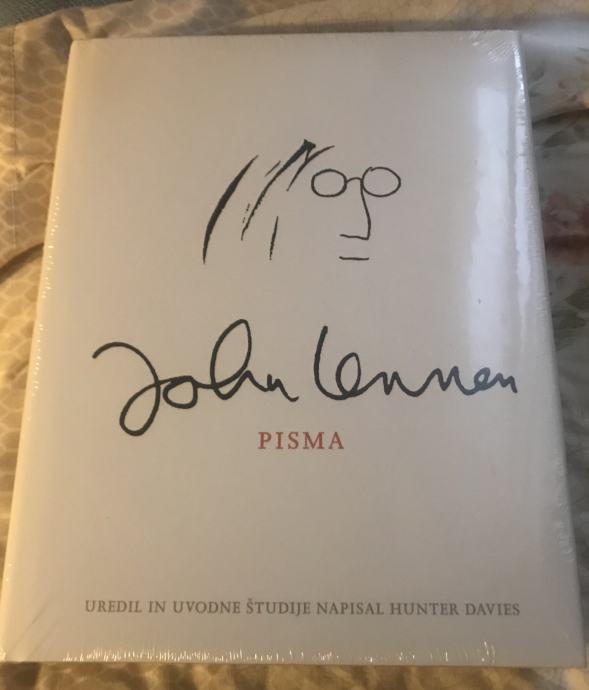 John Lennon
PISMA
UREDIL IN UVODNE ŠTUDIJE NAPISAL HUNTER DAVIES